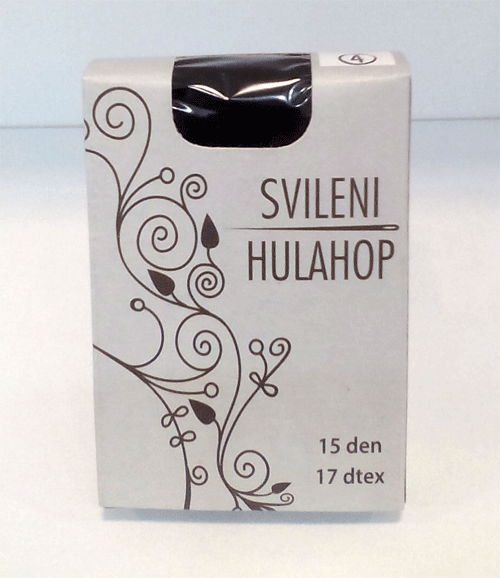 4
SVILENI
HULAHOP
15 den
17 dtex